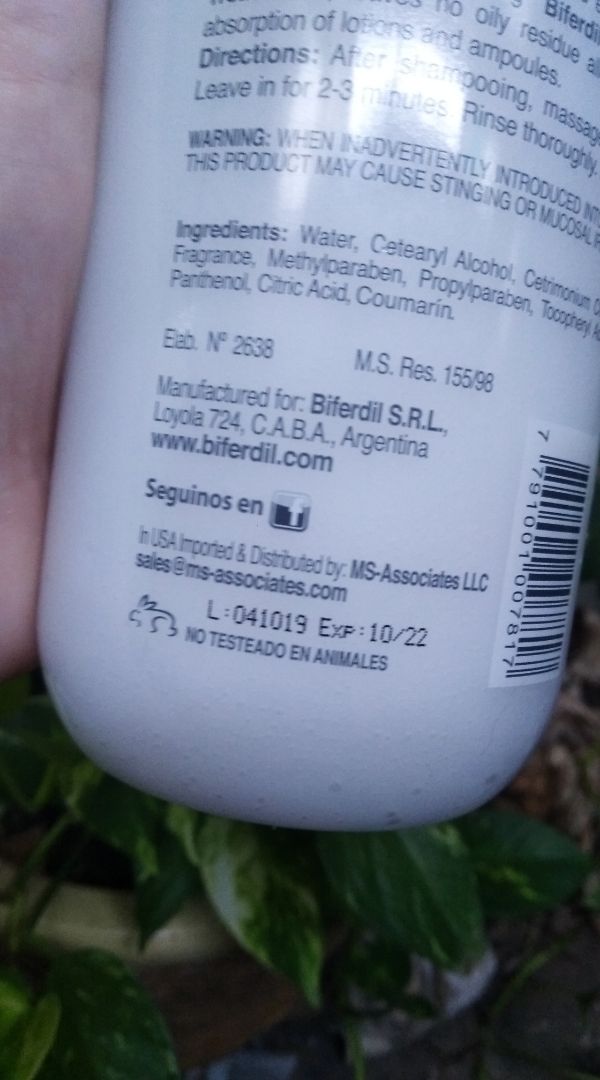 Biferdil
no oily residue
absorption of lotions and ampoules.
Directions: After shampooing, massage
Leave in for 2-3 minutes. Rinse thoroughly.
WARNING: WHEN INADVERTENTLY INTRODUCED
THIS PRODUCT MAY CAUSE STINGING OR MUCOSAL
Ingredients: Water, Cetearyl Alcohol, Cetrimonium
Fragrance, Methylparaben, Propylparaben, Tocopheryl
Panthenol, Citric Acid, Coumarin.
Elab. N° 2638 M.S. Res. 155/98
Manufactured for: Biferdil S.R.L.,
Loyola 724, C.A.B.A., Argentina
www.biferdil.com
Seguinos en f
In USA Imported & Distributed by: MS-Associates LLC
sales@ms-associates.com
L:041019 Exp:10/22
NO TESTEADO EN ANIMALES
7 791001 007817